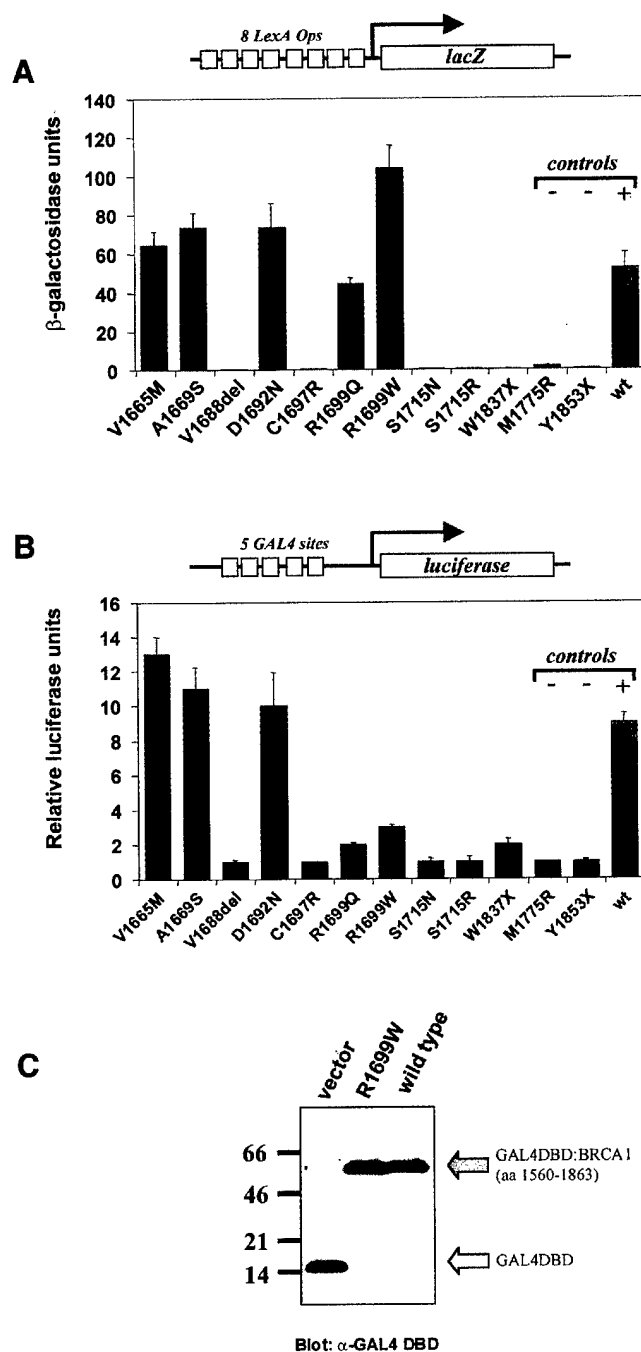 A
8 LexA Ops
lacZ
β-galactosidase units
140
120
100
80
60
40
20
0
controls
- - +
V1665M
A1669S
V1688del
D1692N
C1697R
R1699Q
R1699W
S1715N
S1715R
W1837X
M1775R
Y1853X
wt
B
5 GAL4 sites
luciferase
Relative luciferase units
16
14
12
10
8
6
4
2
0
controls
- - +
V1665M
A1669S
V1688del
D1692N
C1697R
R1699Q
R1699W
S1715N
S1715R
W1837X
M1775R
Y1853X
wt
C
vector
R1699W
wild type
66
46
21
14
GAL4DBD:BRCA1
(aa 1560-1863)
GAL4DBD
Blot: α-GAL4 DBD